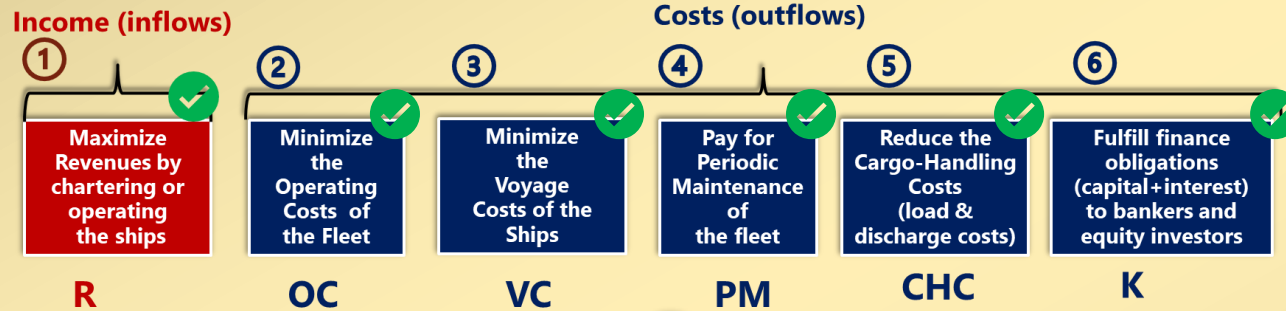 Income (inflows)
Costs (outflows)
1
2
3
4
5
6
Maximize
Revenues by
chartering or
operating
the ships
Minimize
the
Operating
Costs of
the Fleet
Minimize
the
Voyage
Costs of the
Ships
Pay for
Periodic
Maintenance
of
the fleet
Reduce the
Cargo-Handling
Costs
(load &
discharge costs)
Fulfill finance
obligations
(capital+interest)
to bankers and
equity investors
R
OC
VC
PM
CHC
K